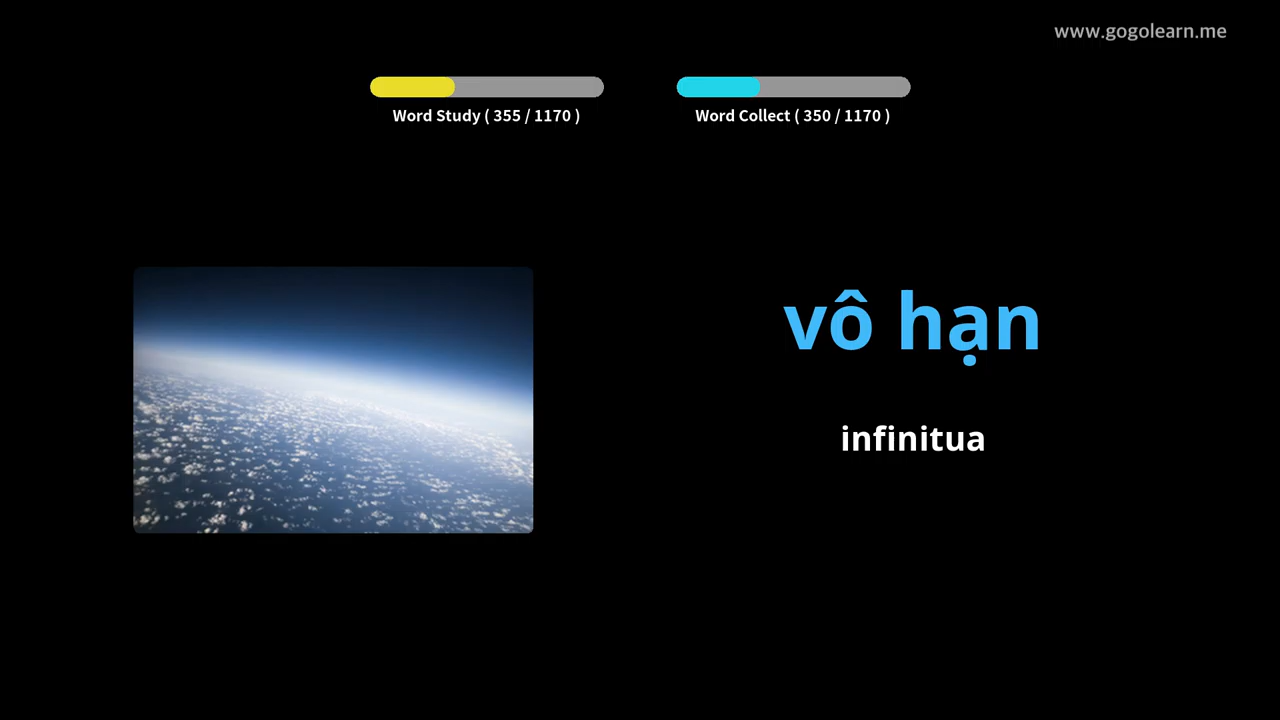 www.gogolearn.me
Word Study ( 355 / 1170 )
Word Collect ( 350 / 1170 )
vô hạn
infinitua